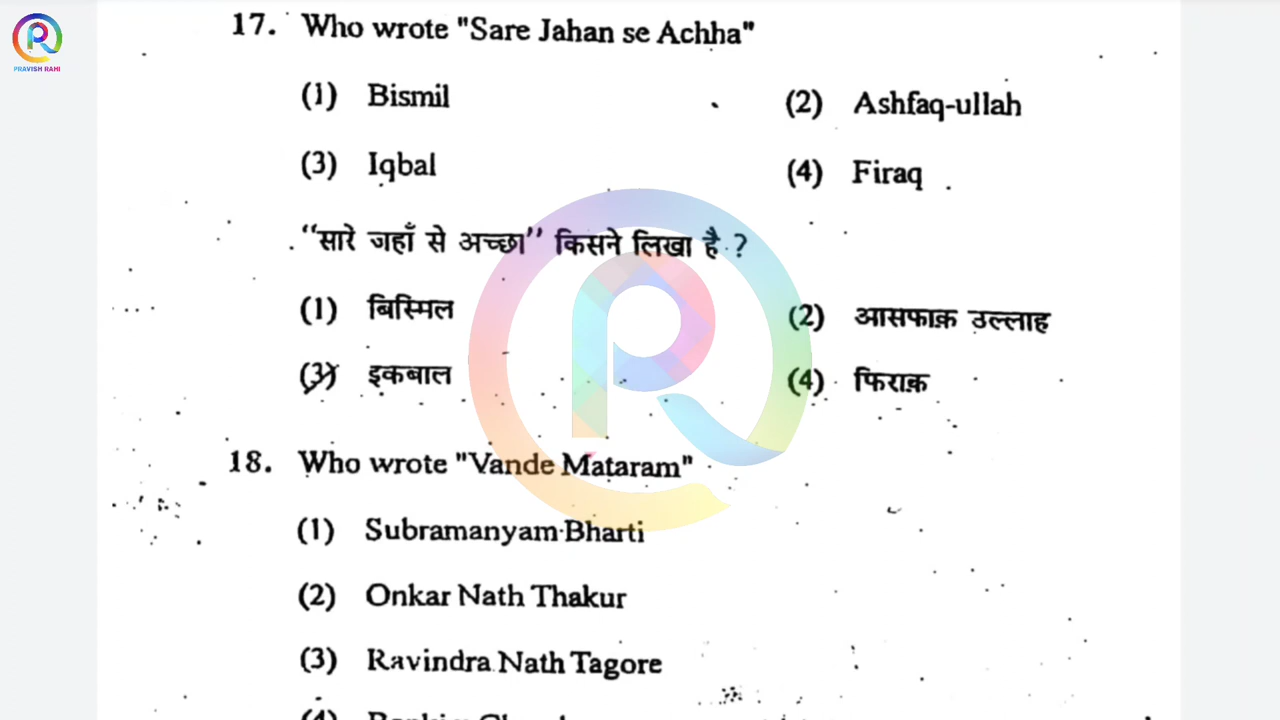 PRAVISH RAHI
17. Who wrote "Sare Jahan se Achha"
(1) Bismil (2) Ashfaq-ullah
(3) Iqbal (4) Firaq
“सारे जहाँ से अच्छा” किसने लिखा है ?
(1) बिस्मिल (2) आसफाक़ उल्लाह
(3) इकबाल (4) फिराक़
18. Who wrote "Vande Mataram"
(1) Subramanyam Bharti
(2) Onkar Nath Thakur
(3) Ravindra Nath Tagore
(4)